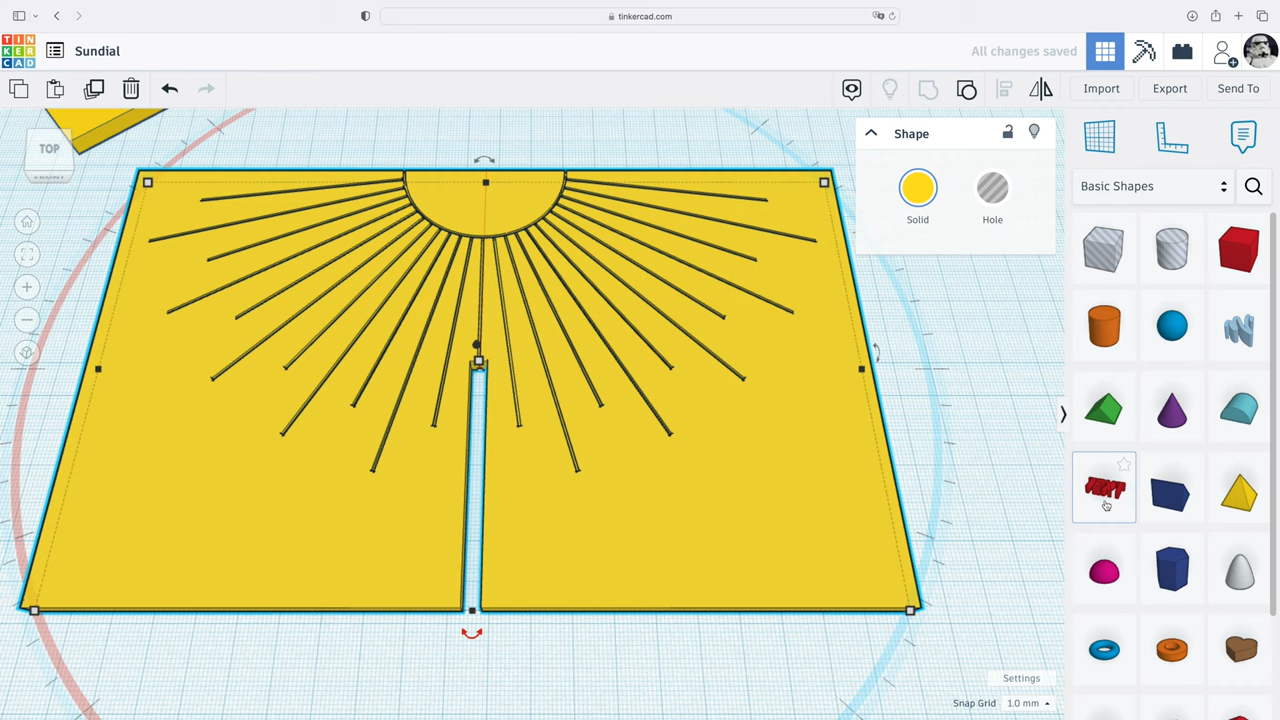 tinkercad.com
TIN
KER
CAD
Sundial
All changes saved
Import
Export
Send To
TOP
Shape
Solid
Hole
Basic Shapes
TEXT
Settings
Snap Grid
1.0 mm